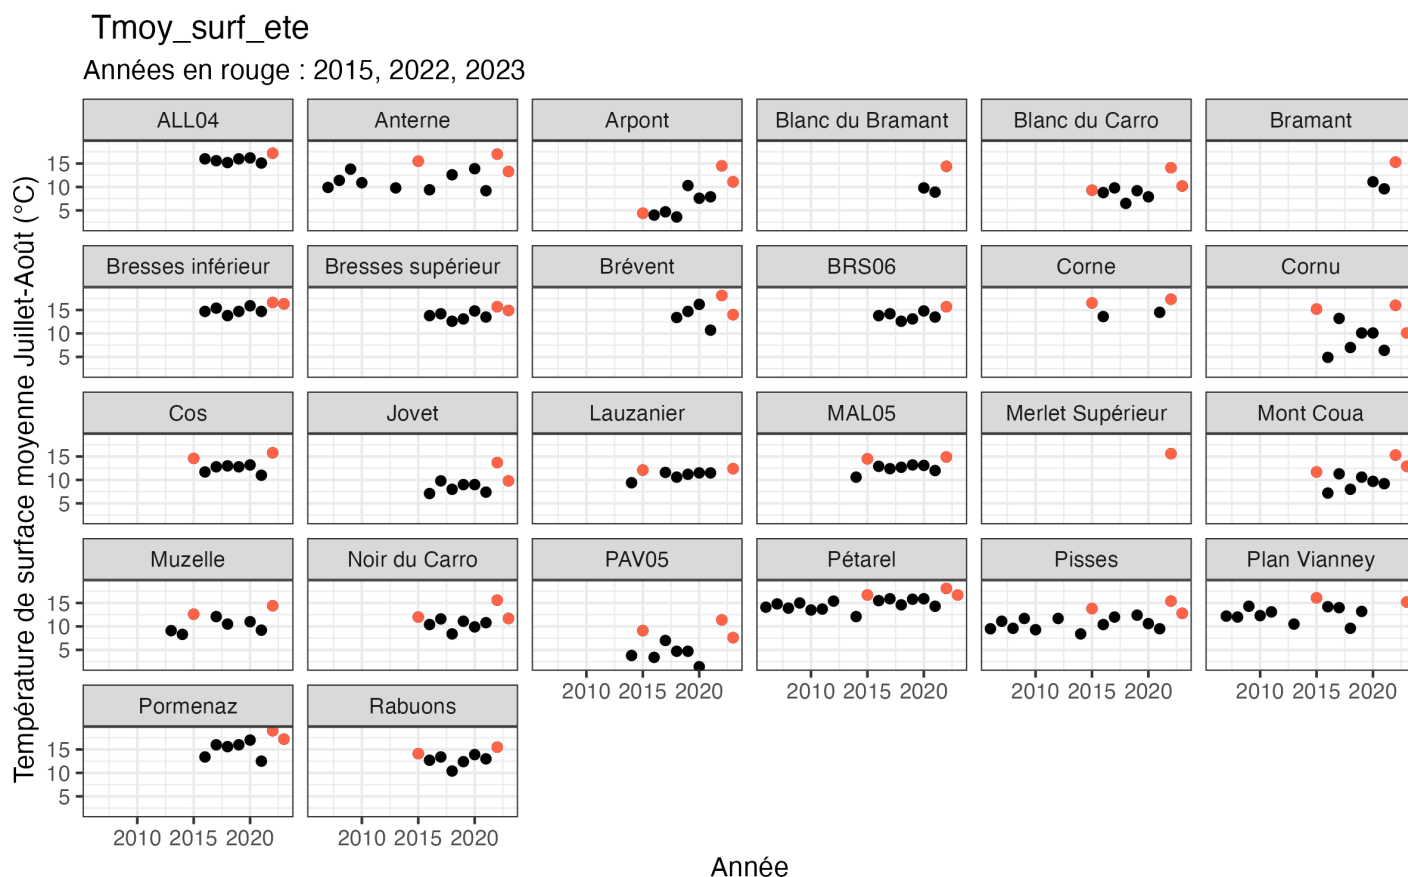 Tmoy_surf_ete
Années en rouge : 2015, 2022, 2023
Température de surface moyenne Juillet-Août (°C)
ALL04 Anterne Arpont Blanc du Bramant Blanc du Carro Bramant
15
10
5
Bresses inférieur Bresses supérieur Brévent BRS06 Corne Cornu
15
10
5
Cos Jovet Lauzanier MAL05 Merlet Supérieur Mont Coua
15
10
5
Muzelle Noir du Carro PAV05 Pétarel Pisses Plan Vianney
15
10
5
2010 2015 2020 2010 2015 2020 2010 2015 2020 2010 2015 2020
Pormenaz Rabuons
15
10
5
2010 2015 2020 2010 2015 2020
Année